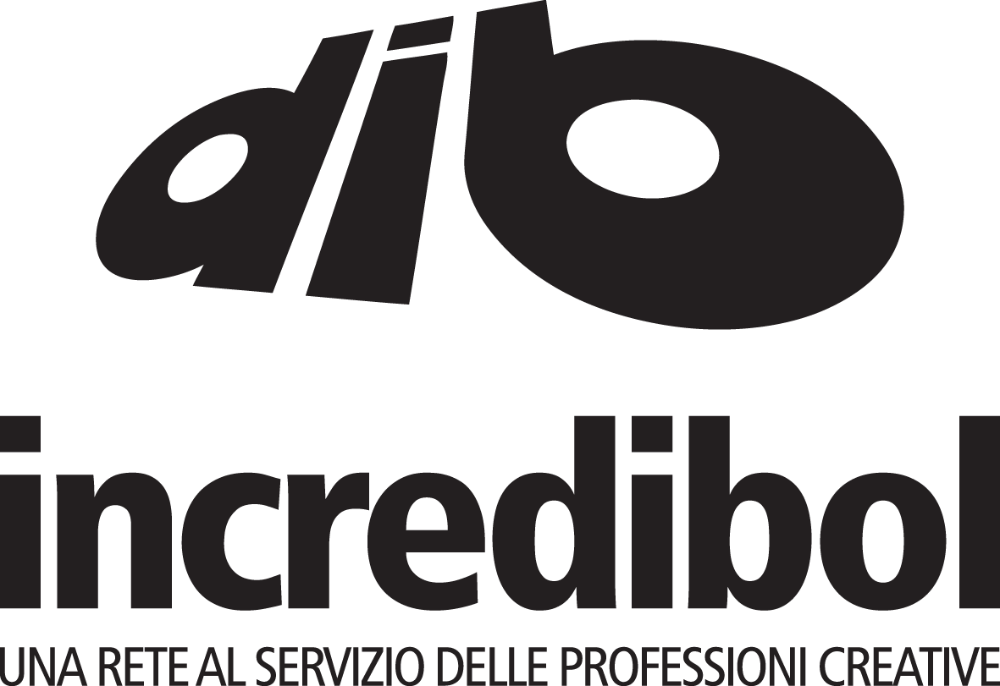 dib
incredibol
UNA RETE AL SERVIZIO DELLE PROFESSIONI CREATIVE